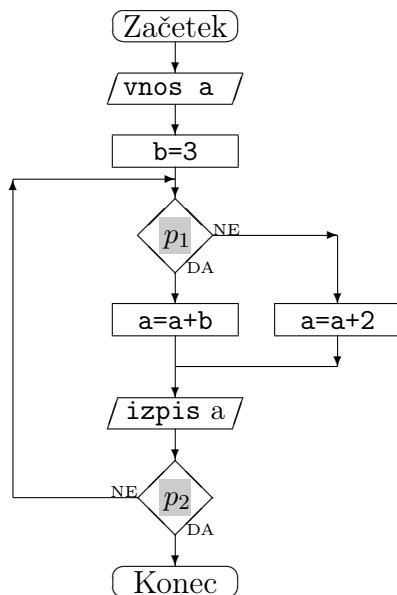 Začetek
vnos a
b=3
p₁
NE
DA
a=a+b
a=a+2
izpis a
p₂
NE
DA
Konec